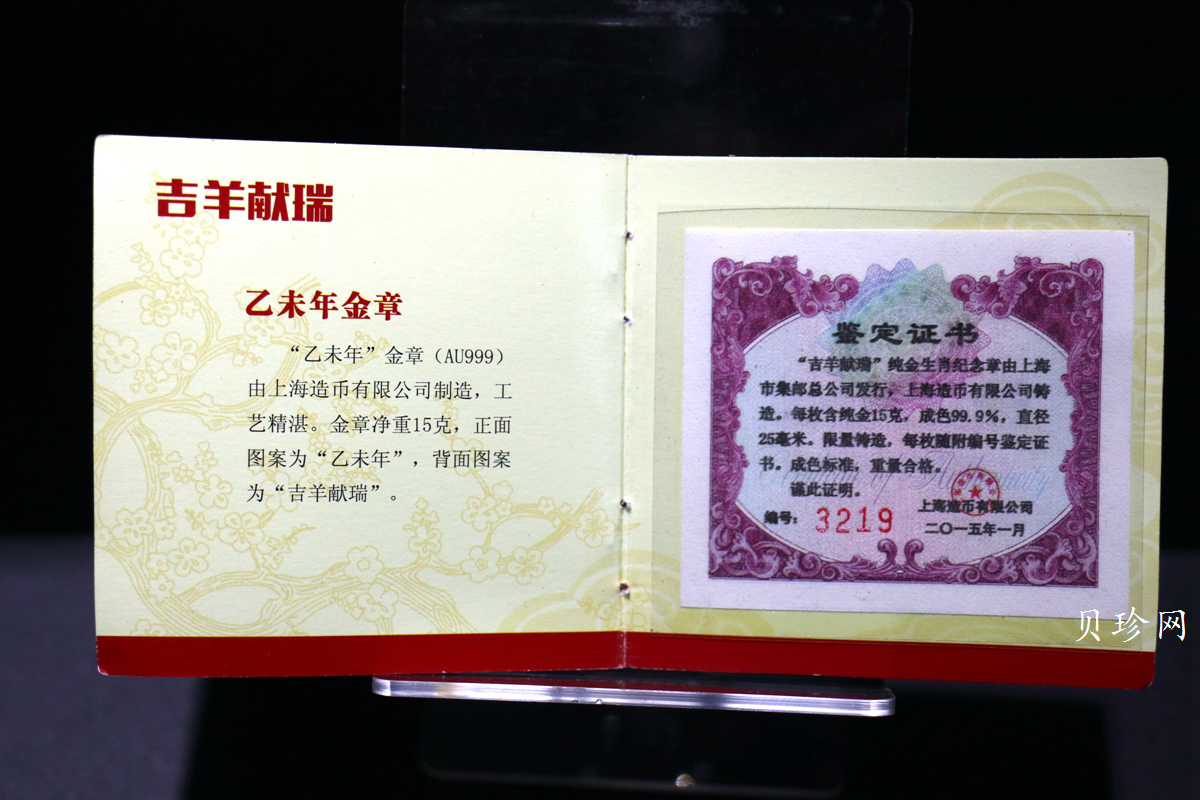 吉羊献瑞
乙未年金章
“乙未年”金章（AU999）
由上海造币有限公司制造，工
艺精湛。金章净重15克，正面
图案为“乙未年”，背面图案
为“吉羊献瑞”。
鉴定证书
“吉羊献瑞”纯金生肖纪念章由上海
市集邮总公司发行，上海造币有限公司铸
造。每枚含纯金15克，成色99.9%，直径
25毫米。限量铸造，每枚随附编号鉴定证
书。成色标准，重量合格。
谨此证明。
上海造币有限公司
编号：3219
二〇一五年一月
贝珍网